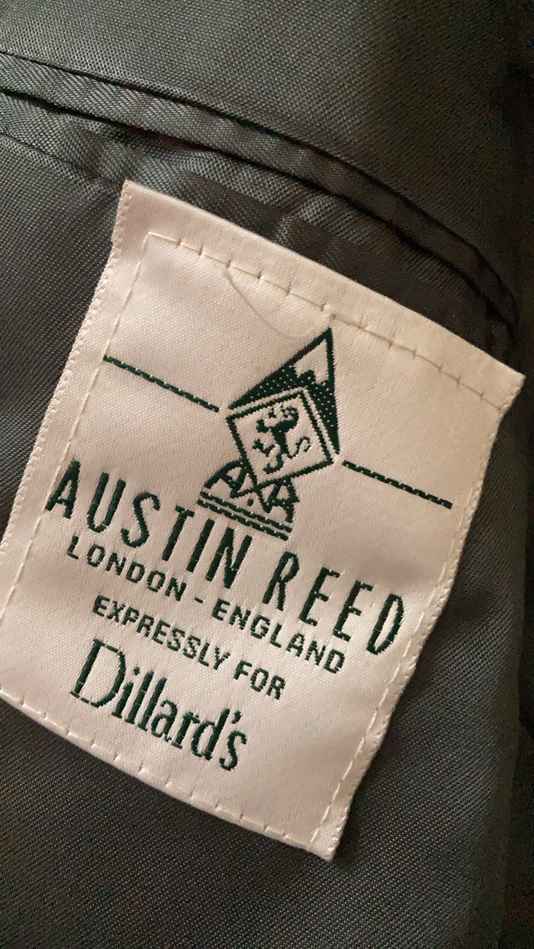 AUSTIN REED
LONDON - ENGLAND
EXPRESSLY FOR
Dillard's